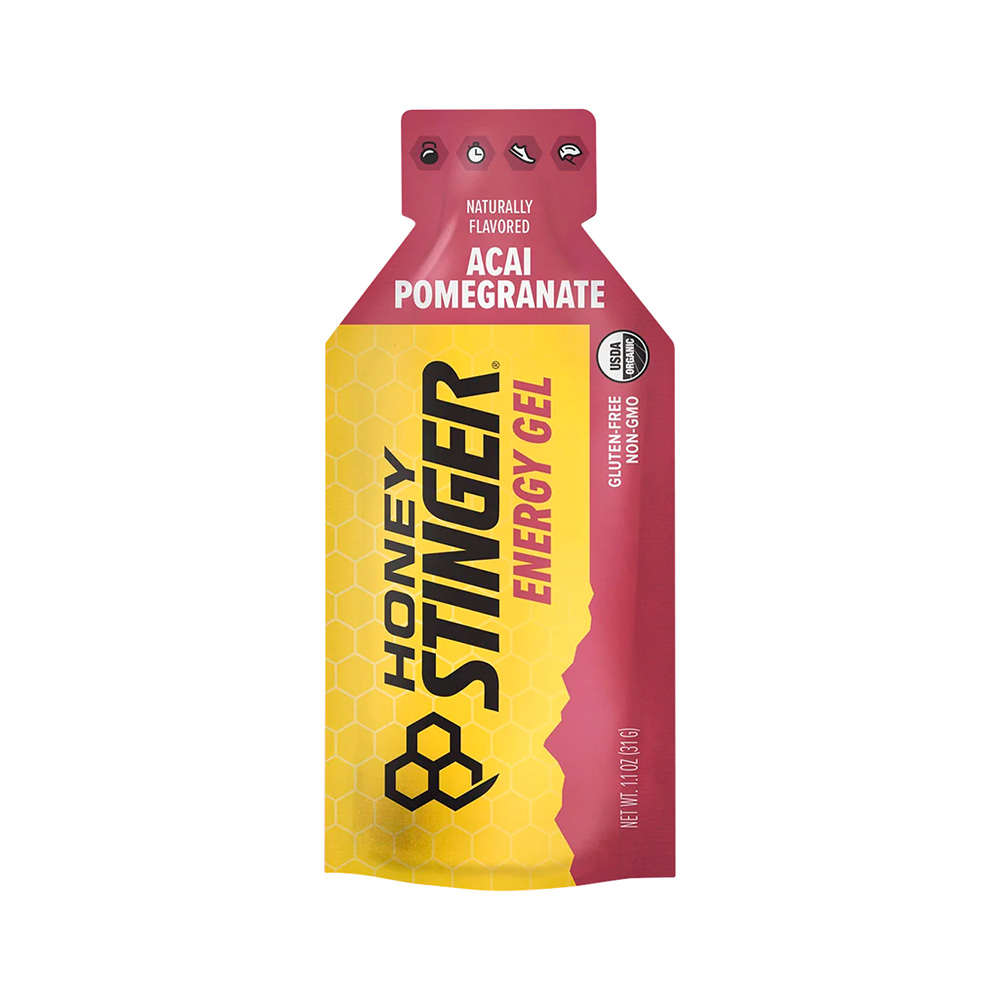 NATURALLY
FLAVORED
ACAI
POMEGRANATE
USDA
ORGANIC
GLUTEN-FREE
NON-GMO
HONEY
STINGER®
ENERGY GEL
NET WT. 1.1 OZ (31 G)